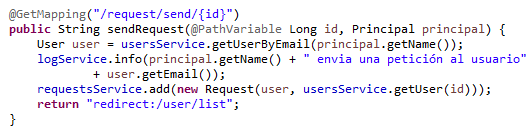 @GetMapping("/request/send/{id}")
public String sendRequest(@PathVariable Long id, Principal principal) {
    User user = usersService.getUserByEmail(principal.getName());
    logService.info(principal.getName() + " envia una petición al usuario"
            + user.getEmail());
    requestsService.add(new Request(user, usersService.getUser(id)));
    return "redirect:/user/list";
}